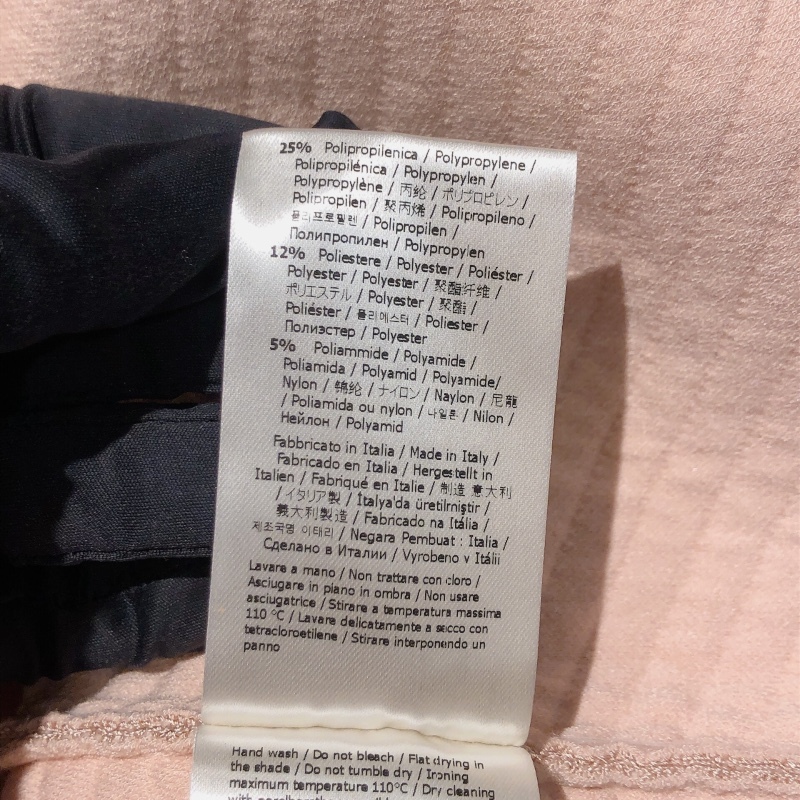 25% Polipropilenica / Polypropylene /
Polipropilénica / Polypropylen /
Polypropylène / 丙纶 / ポリプロピレン /
Polipropilen / 聚丙烯 / Polipropileno /
폴리프로필렌 / Polipropilen /
Полипропилен / Polypropylen
12% Poliestere / Polyester / Poliéster /
Polyester / Polyester / 聚酯纤维 /
ポリエステル / Polyester / 聚酯 /
Poliéster / 폴리에스터 / Poliester /
Полиэстер / Polyester
5% Poliammide / Polyamide /
Poliamida / Polyamid / Polyamide/
Nylon / 锦纶 / ナイロン / Naylon / 尼龍
/ Poliamida ou nylon / 나일론 / Nilon /
Нейлон / Polyamid
Fabbricato in Italia / Made in Italy /
Fabricado en Italia / Hergestellt in
Italien / Fabriqué en Italie / 制造 意大利
/ イタリア製 / İtalya'da üretilmiştir /
義大利製造 / Fabricado na Itália /
제조국명 이태리 / Negara Pembuat : Italia /
Сделано в Италии / Vyrobeno v Itálii
Lavare a mano / Non trattare con cloro /
Asciugare in piano in ombra / Non usare
asciugatrice / Stirare a temperatura massima
110 °C / Lavare delicatamente a secco con
tetracloroetilene / Stirare interponendo un
panno
Hand wash / Do not bleach / Flat drying in
the shade / Do not tumble dry / Ironing
maximum temperature 110°C / Dry cleaning
with